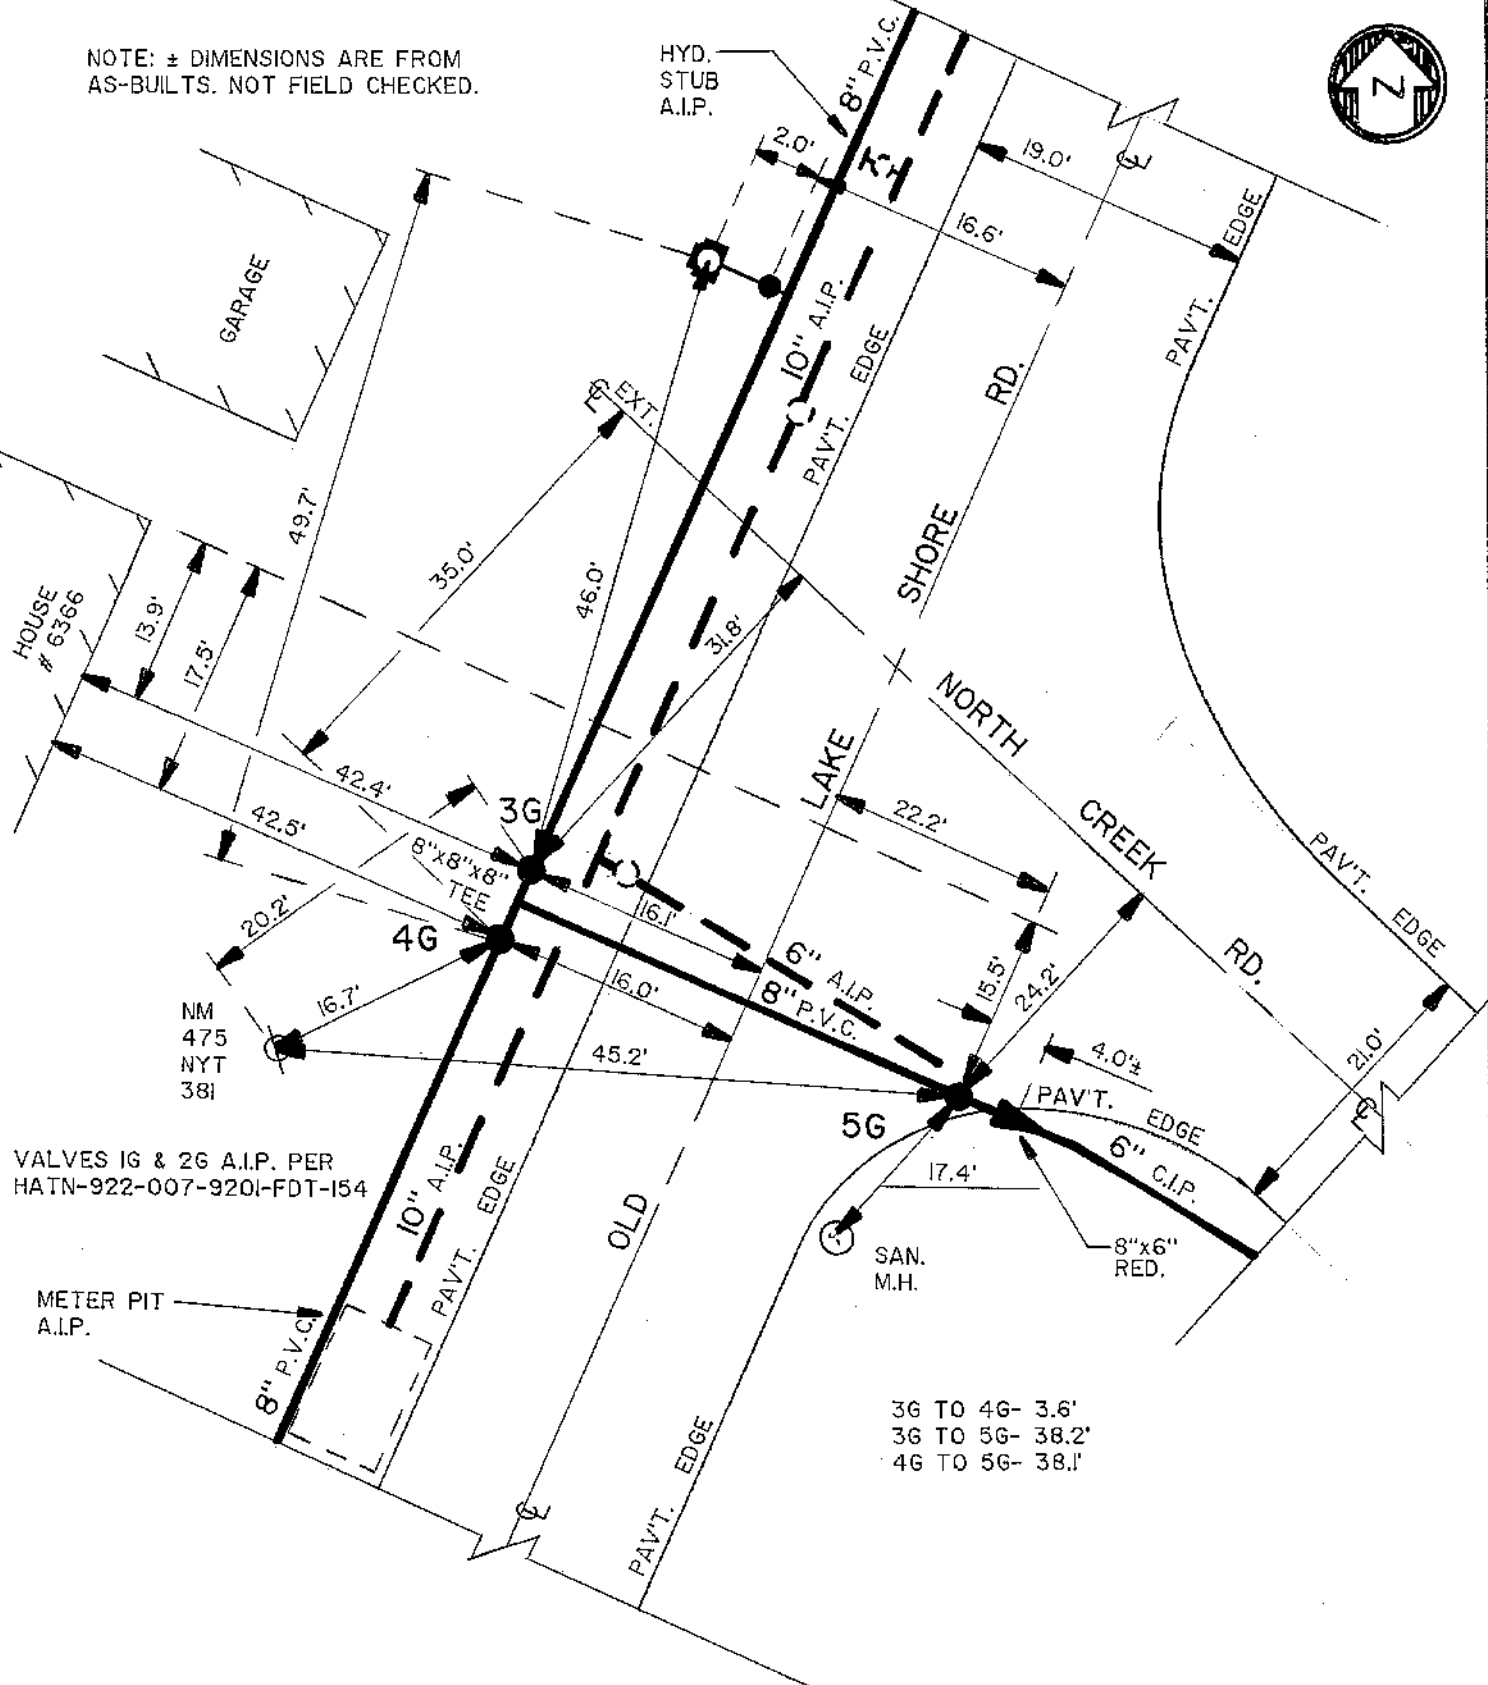 NOTE: ± DIMENSIONS ARE FROM
AS-BUILTS. NOT FIELD CHECKED.
HYD.
STUB
A.I.P.
8" P.V.C.
N
2.0'
19.0'
℄
16.6'
EDGE
PAV'T.
GARAGE
10" A.I.P.
EDGE
PAV'T.
RD.
℄ EXT.
49.7'
35.0'
46.0'
SHORE
HOUSE
# 6366
13.9'
17.5'
31.8'
NORTH
LAKE
42.4'
3G
22.2'
CREEK
42.5'
8"x8"x8"
TEE
PAV'T.
EDGE
20.2'
4G
16.1'
6" A.I.P.
8" P.V.C.
RD.
16.0'
15.5'
24.2'
16.7'
NM
475
NYT
381
45.2'
4.0'±
21.0'
℄
PAV'T.
EDGE
5G
6" C.I.P.
17.4'
VALVES 1G & 2G A.I.P. PER
HATN-922-007-9201-FDT-154
10" A.I.P.
EDGE
PAV'T.
OLD
8"x6"
RED.
SAN.
M.H.
METER PIT
A.I.P.
8" P.V.C.
3G TO 4G- 3.6'
3G TO 5G- 38.2'
4G TO 5G- 38.1'
EDGE
PAV'T.
℄